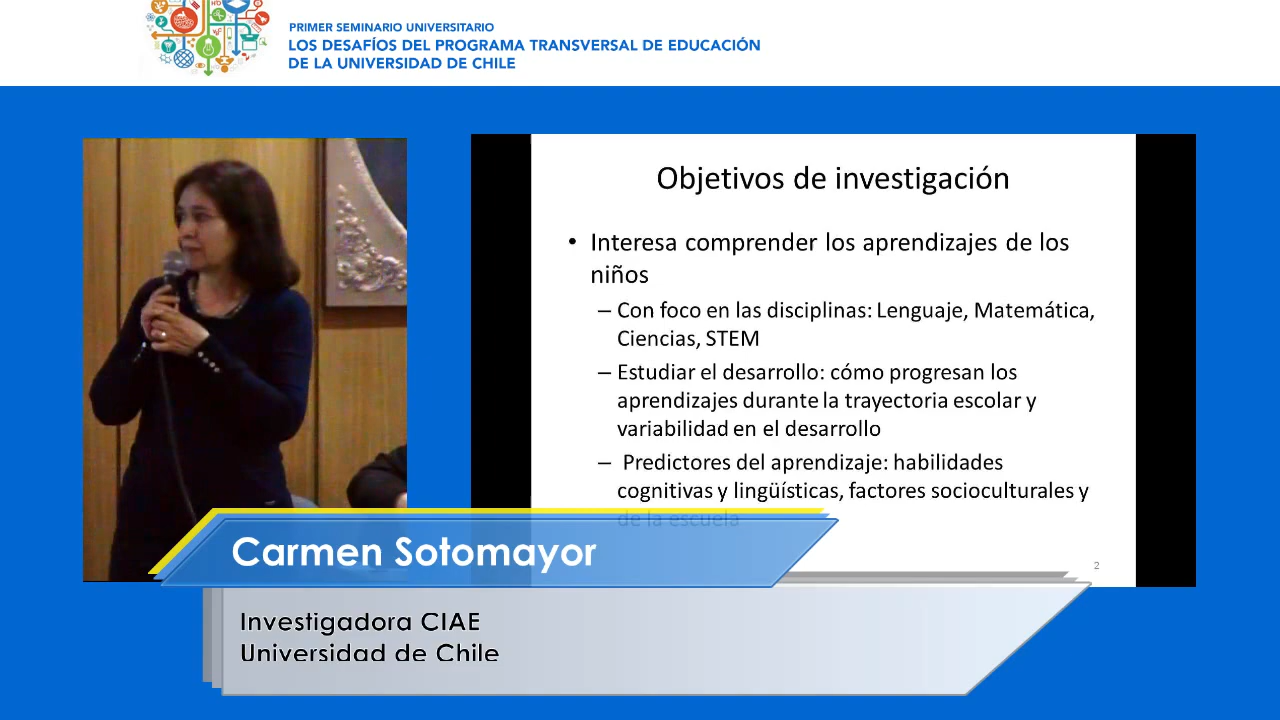 PRIMER SEMINARIO UNIVERSITARIO
LOS DESAFÍOS DEL PROGRAMA TRANSVERSAL DE EDUCACIÓN
DE LA UNIVERSIDAD DE CHILE
Objetivos de investigación
• Interesa comprender los aprendizajes de los
niños
– Con foco en las disciplinas: Lenguaje, Matemática,
Ciencias, STEM
– Estudiar el desarrollo: cómo progresan los
aprendizajes durante la trayectoria escolar y
variabilidad en el desarrollo
– Predictores del aprendizaje: habilidades
cognitivas y lingüísticas, factores socioculturales y
de la escuela
2
Carmen Sotomayor
Investigadora CIAE
Universidad de Chile